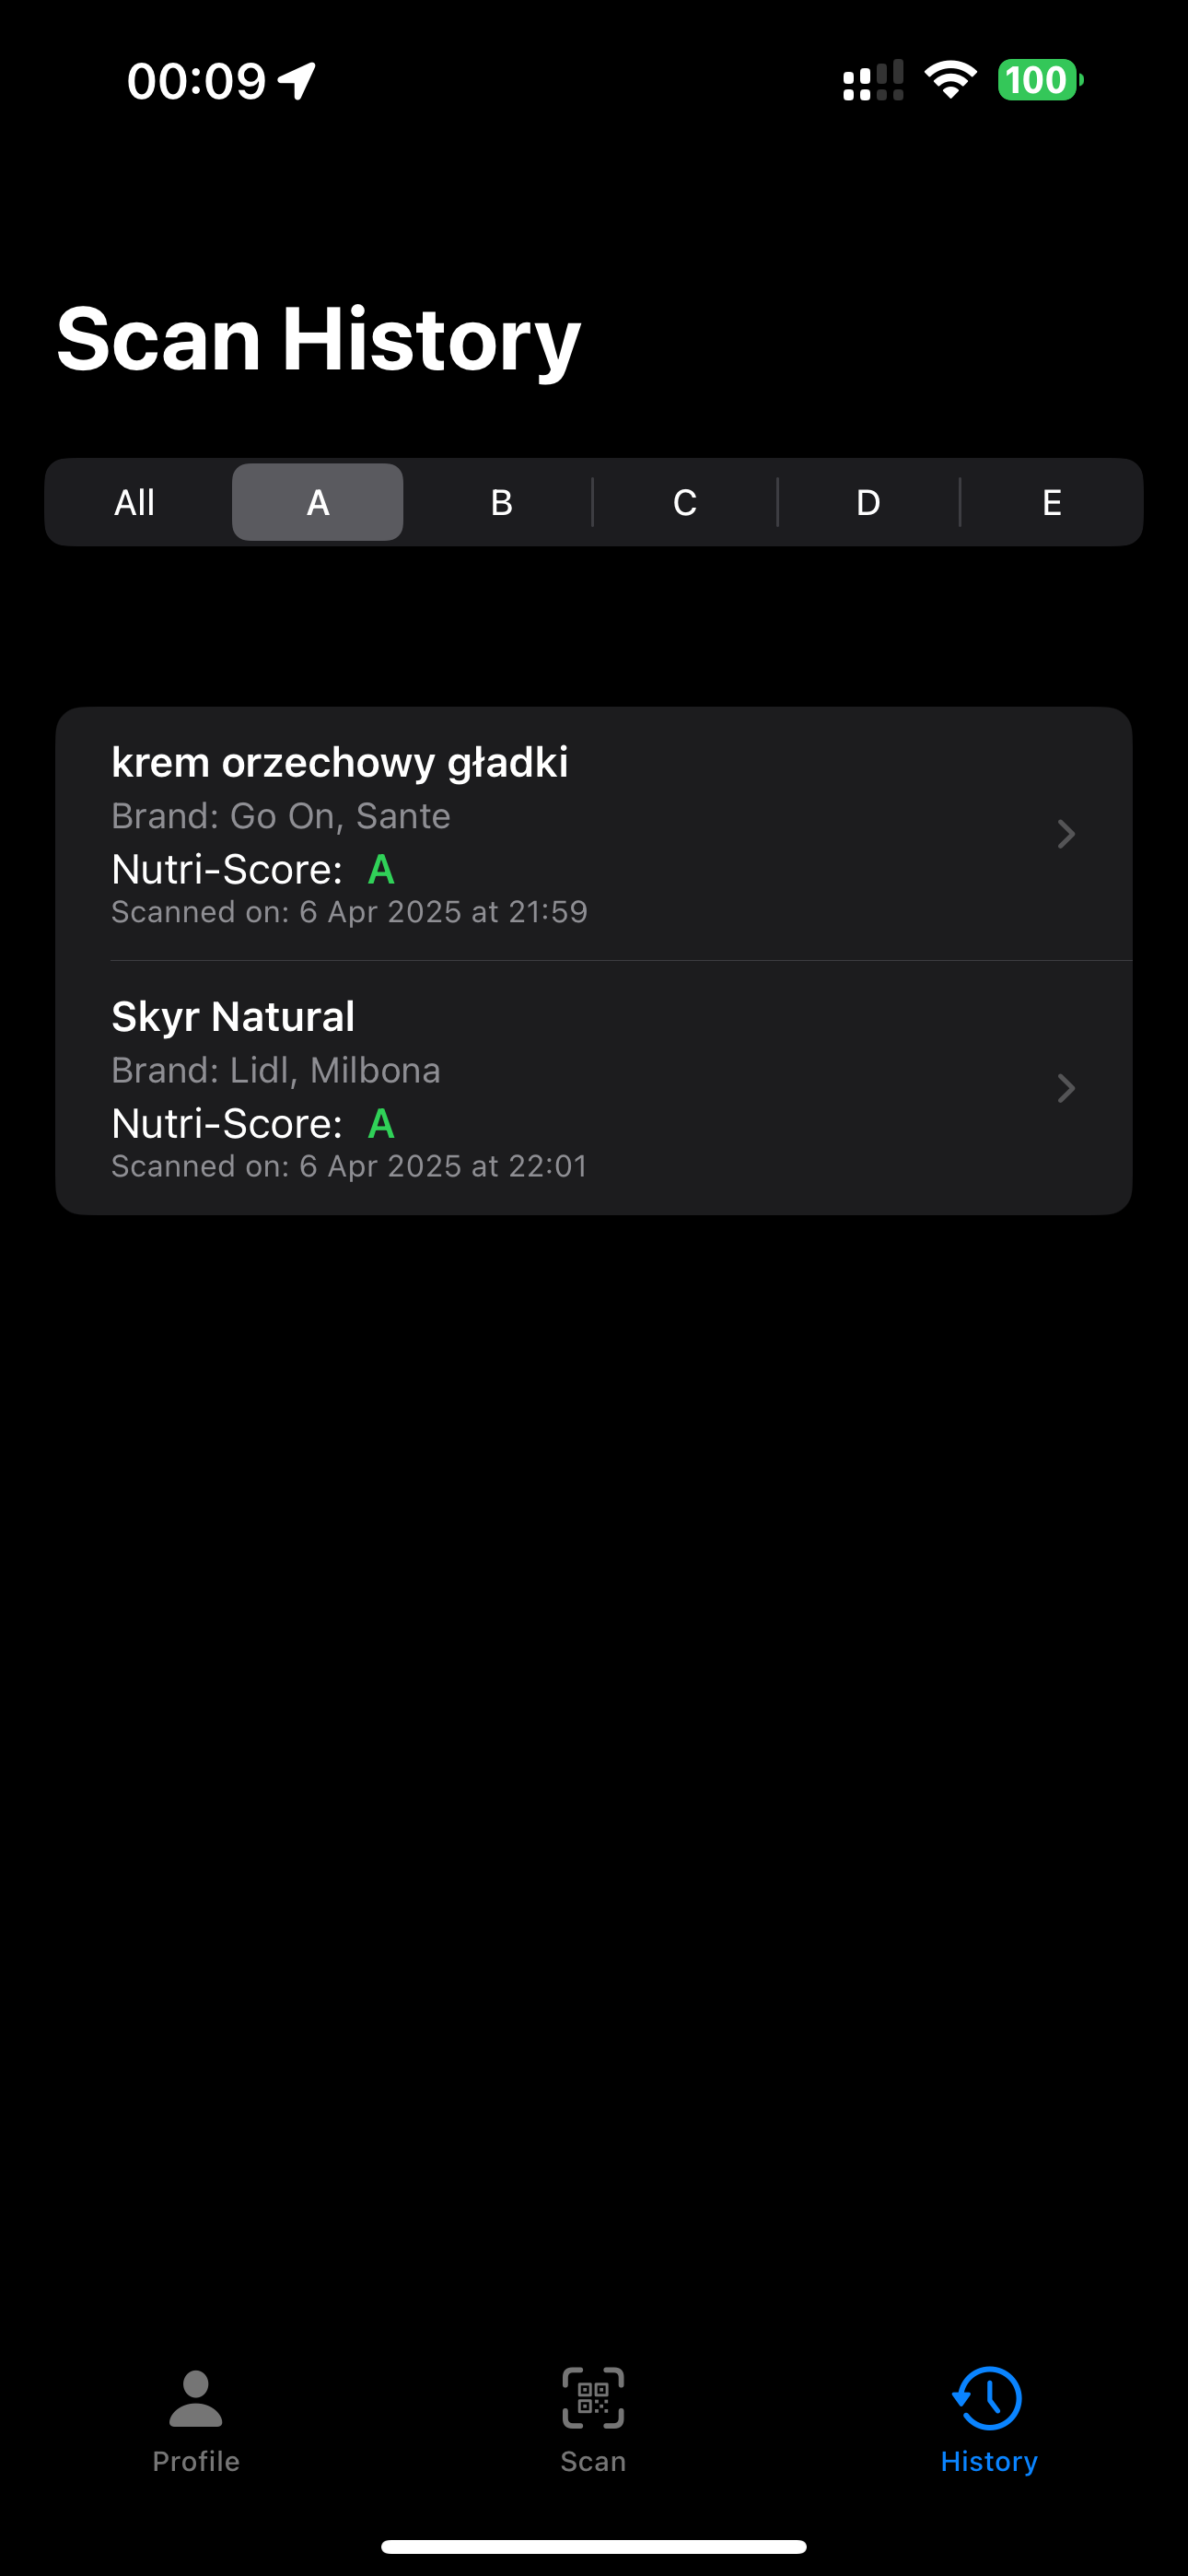 00:09
100
Scan History
All A B C D E
krem orzechowy gładki
Brand: Go On, Sante
Nutri-Score: A
Scanned on: 6 Apr 2025 at 21:59
Skyr Natural
Brand: Lidl, Milbona
Nutri-Score: A
Scanned on: 6 Apr 2025 at 22:01
Profile Scan History